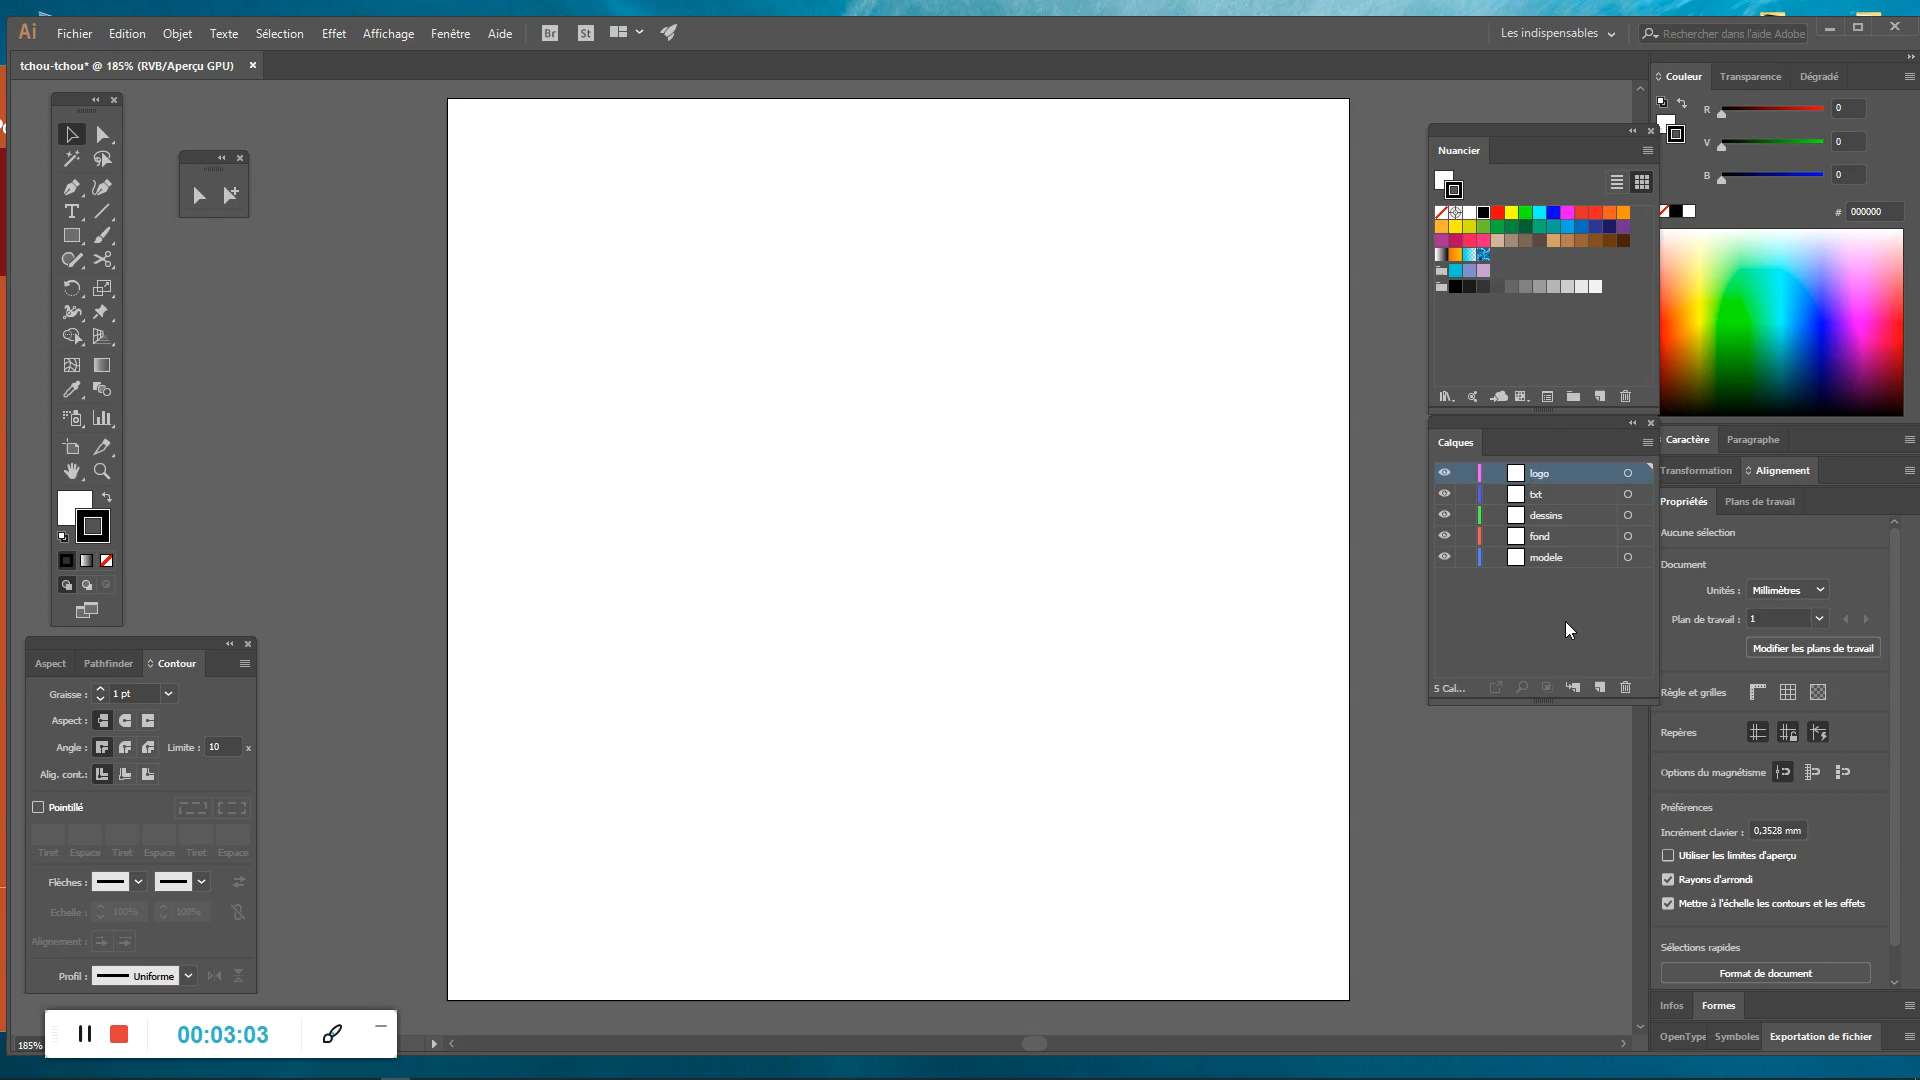 Ai Fichier Edition Objet Texte Sélection Effet Affichage Fenêtre Aide Br St Les indispensables Rechercher dans l'aide Adobe
tchou-tchou* @ 185% (RVB/Aperçu GPU)
Couleur Transparence Dégradé
R 0
V 0
B 0
# 000000
Nuancier
Calques
logo
txt
dessins
fond
modele
5 Cal...
Caractère Paragraphe
Transformation Alignement
Propriétés Plans de travail
Aucune sélection
Document
Unités : Millimètres
Plan de travail : 1
Modifier les plans de travail
Règle et grilles
Repères
Options du magnétisme
Préférences
Incrément clavier : 0,3528 mm
Utiliser les limites d'aperçu
Rayons d'arrondi
Mettre à l'échelle les contours et les effets
Sélections rapides
Format de document
Infos Formes
OpenType Symboles Exportation de fichier
Aspect Pathfinder Contour
Graisse : 1 pt
Aspect :
Angle : Limite : 10 x
Alig. cont.:
Pointillé
Tiret Espace Tiret Espace Tiret Espace
Flèches :
Echelle : 100% 100%
Alignement :
Profil : Uniforme
00:03:03
185%